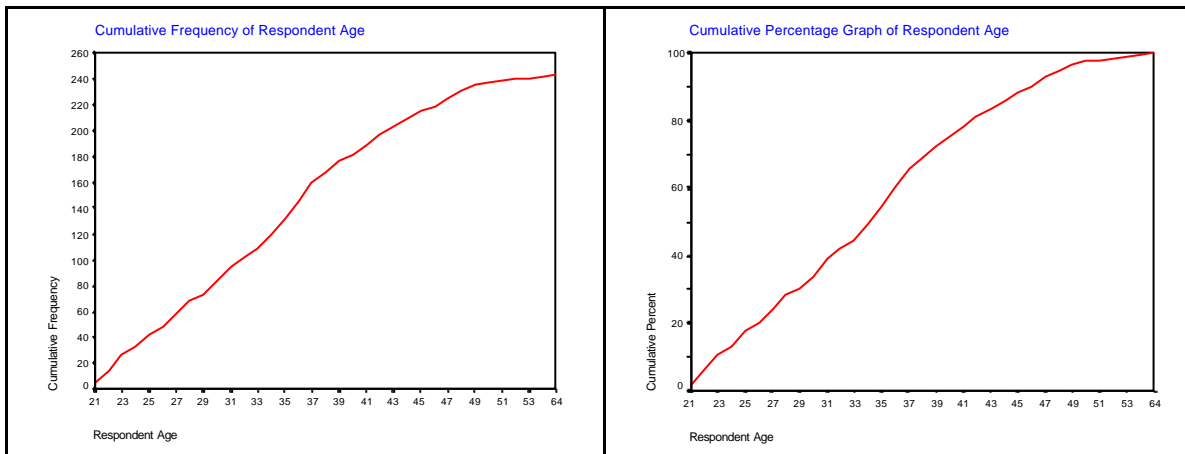 Cumulative Frequency of Respondent Age
260
240
220
200
180
160
140
120
100
80
60
40
20
0
Cumulative Frequency
21 23 25 27 29 31 33 35 37 39 41 43 45 47 49 51 53 64
Respondent Age
Cumulative Percentage Graph of Respondent Age
100
80
60
40
20
0
Cumulative Percent
21 23 25 27 29 31 33 35 37 39 41 43 45 47 49 51 53 64
Respondent Age